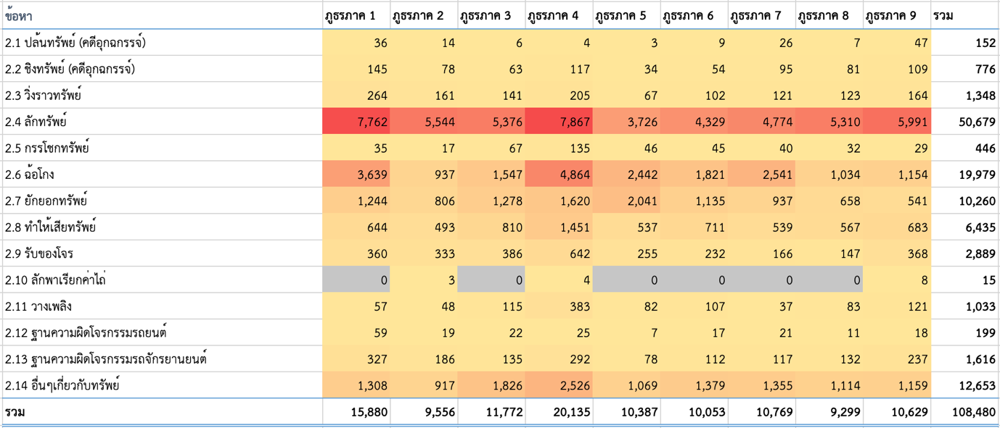 ข้อหา ภูธรภาค 1 ภูธรภาค 2 ภูธรภาค 3 ภูธรภาค 4 ภูธรภาค 5 ภูธรภาค 6 ภูธรภาค 7 ภูธรภาค 8 ภูธรภาค 9 รวม
2.1 ปล้นทรัพย์ (คดีอุกฉกรรจ์) 36 14 6 4 3 9 26 7 47 152
2.2 ชิงทรัพย์ (คดีอุกฉกรรจ์) 145 78 63 117 34 54 95 81 109 776
2.3 วิ่งราวทรัพย์ 264 161 141 205 67 102 121 123 164 1,348
2.4 ลักทรัพย์ 7,762 5,544 5,376 7,867 3,726 4,329 4,774 5,310 5,991 50,679
2.5 กรรโชกทรัพย์ 35 17 67 135 46 45 40 32 29 446
2.6 ฉ้อโกง 3,639 937 1,547 4,864 2,442 1,821 2,541 1,034 1,154 19,979
2.7 ยักยอกทรัพย์ 1,244 806 1,278 1,620 2,041 1,135 937 658 541 10,260
2.8 ทำให้เสียทรัพย์ 644 493 810 1,451 537 711 539 567 683 6,435
2.9 รับของโจร 360 333 386 642 255 232 166 147 368 2,889
2.10 ลักพาเรียกค่าไถ่ 0 3 0 4 0 0 0 0 8 15
2.11 วางเพลิง 57 48 115 383 82 107 37 83 121 1,033
2.12 ฐานความผิดโจรกรรมรถยนต์ 59 19 22 25 7 17 21 11 18 199
2.13 ฐานความผิดโจรกรรมรถจักรยานยนต์ 327 186 135 292 78 112 117 132 237 1,616
2.14 อื่นๆเกี่ยวกับทรัพย์ 1,308 917 1,826 2,526 1,069 1,379 1,355 1,114 1,159 12,653
รวม 15,880 9,556 11,772 20,135 10,387 10,053 10,769 9,299 10,629 108,480